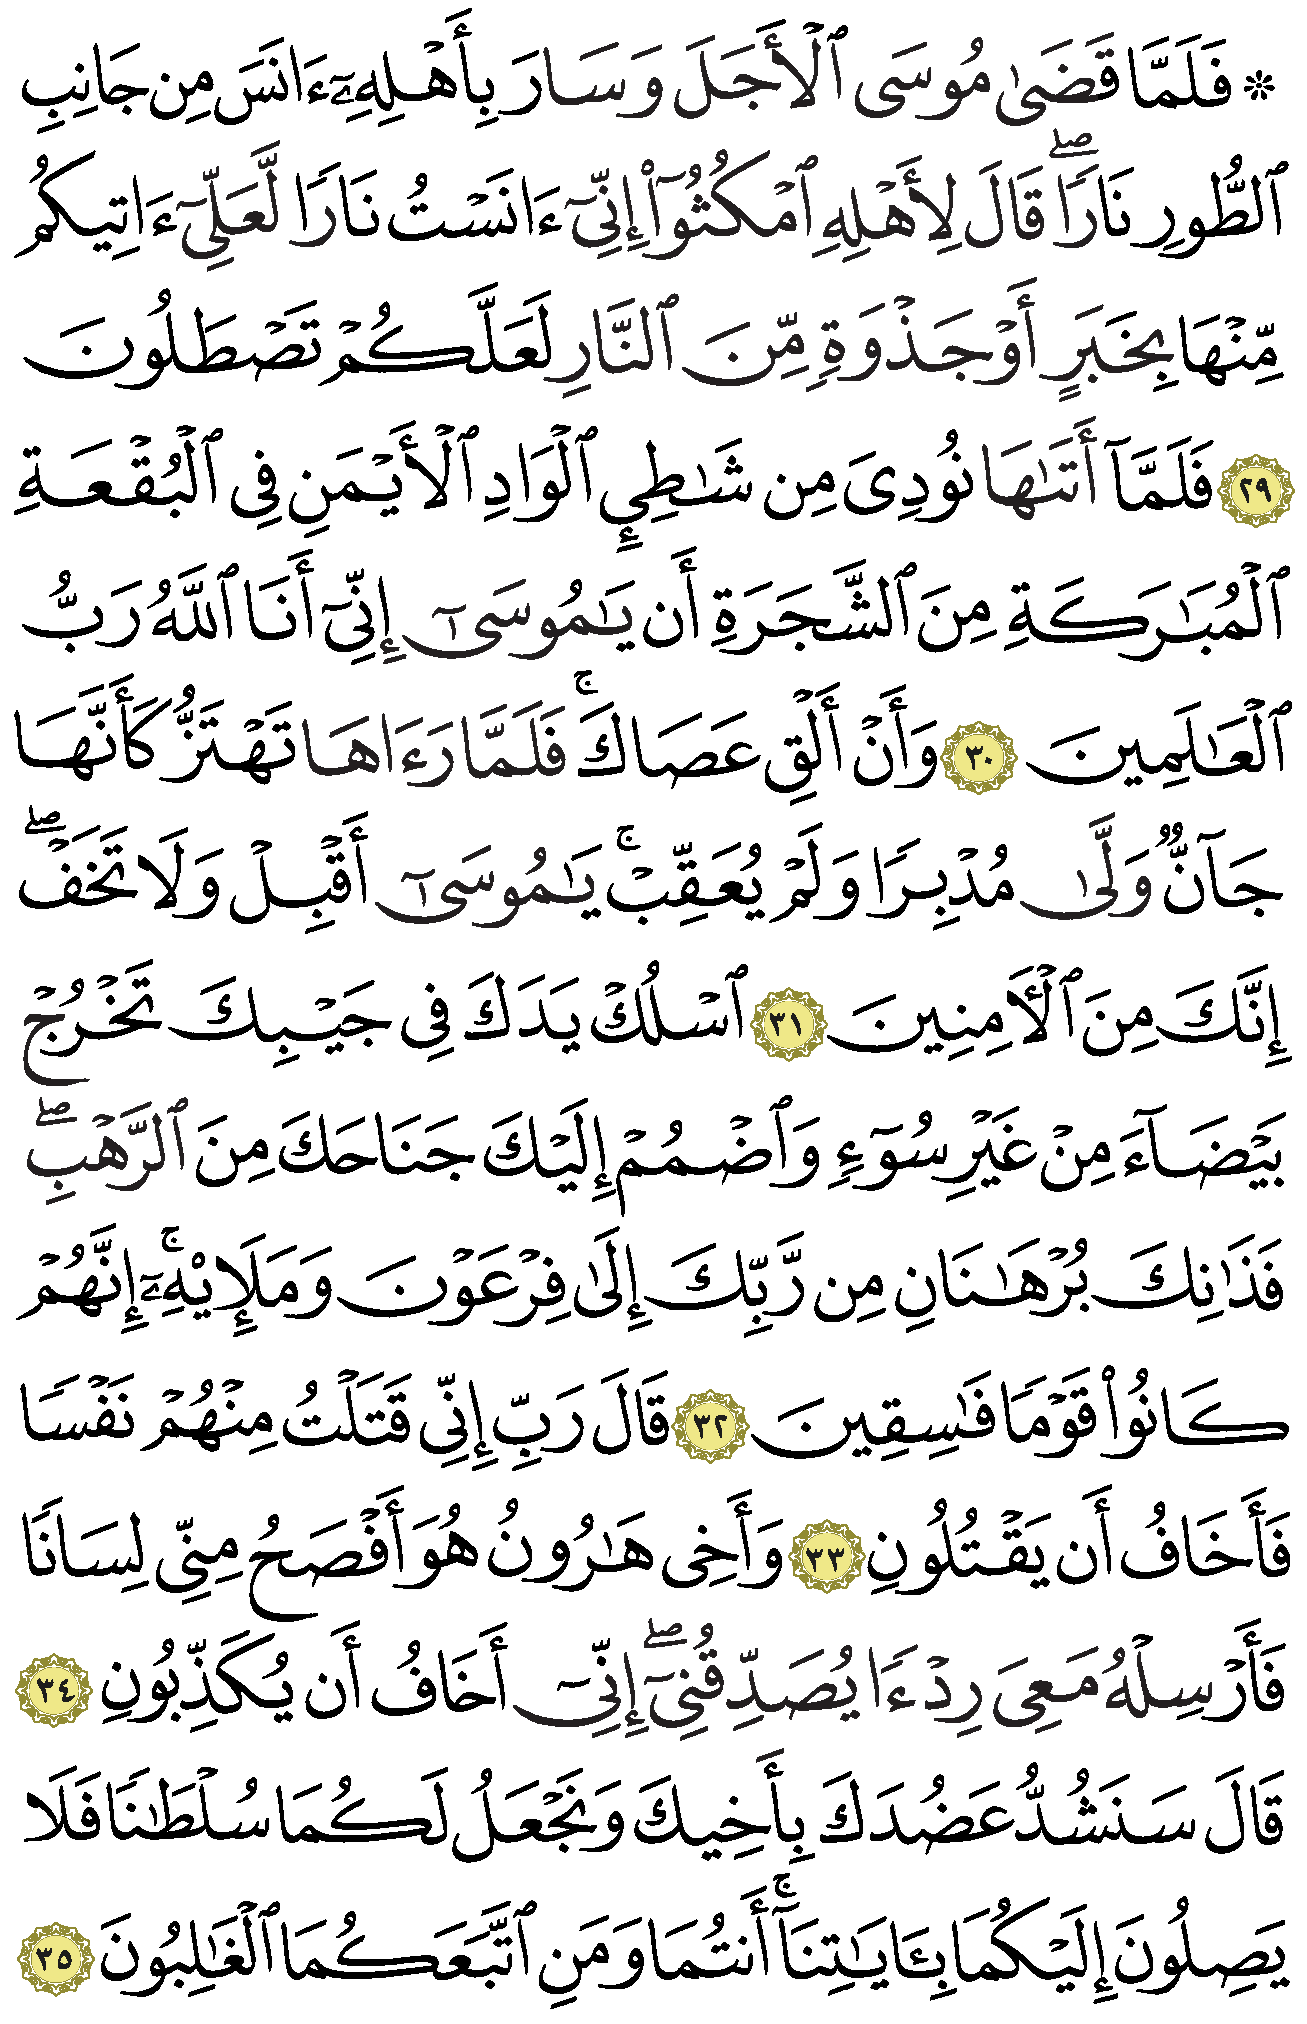 ۞ فَلَمَّا قَضَىٰ مُوسَى ٱلْأَجَلَ وَسَارَ بِأَهْلِهِۦٓ ءَانَسَ مِن جَانِبِ
ٱلطُّورِ نَارًاۖ قَالَ لِأَهْلِهِ ٱمْكُثُوٓا۟ إِنِّىٓ ءَانَسْتُ نَارًا لَّعَلِّىٓ ءَاتِيكُم
مِّنْهَا بِخَبَرٍ أَوْ جَذْوَةٍ مِّنَ ٱلنَّارِ لَعَلَّكُمْ تَصْطَلُونَ
٢٩ فَلَمَّآ أَتَىٰهَا نُودِىَ مِن شَٰطِئِ ٱلْوَادِ ٱلْأَيْمَنِ فِى ٱلْبُقْعَةِ
ٱلْمُبَٰرَكَةِ مِنَ ٱلشَّجَرَةِ أَن يَٰمُوسَىٰٓ إِنِّىٓ أَنَا ٱللَّهُ رَبُّ
ٱلْعَٰلَمِينَ ٣٠ وَأَنْ أَلْقِ عَصَاكَۚ فَلَمَّا رَءَاهَا تَهْتَزُّ كَأَنَّهَا
جَآنٌّ وَلَّىٰ مُدْبِرًا وَلَمْ يُعَقِّبْۚ يَٰمُوسَىٰٓ أَقْبِلْ وَلَا تَخَفْۖ
إِنَّكَ مِنَ ٱلْـَٔامِنِينَ ٣١ ٱسْلُكْ يَدَكَ فِى جَيْبِكَ تَخْرُجْ
بَيْضَآءَ مِنْ غَيْرِ سُوٓءٍ وَٱضْمُمْ إِلَيْكَ جَنَاحَكَ مِنَ ٱلرَّهْبِۖ
فَذَٰنِكَ بُرْهَٰنَانِ مِن رَّبِّكَ إِلَىٰ فِرْعَوْنَ وَمَلَإِي۟هِۦٓۚ إِنَّهُمْ
كَانُوا۟ قَوْمًا فَٰسِقِينَ ٣٢ قَالَ رَبِّ إِنِّى قَتَلْتُ مِنْهُمْ نَفْسًا
فَأَخَافُ أَن يَقْتُلُونِ ٣٣ وَأَخِى هَٰرُونُ هُوَ أَفْصَحُ مِنِّى لِسَانًا
فَأَرْسِلْهُ مَعِىَ رِدْءًا يُصَدِّقُنِىٓۖ إِنِّىٓ أَخَافُ أَن يُكَذِّبُونِ ٣٤
قَالَ سَنَشُدُّ عَضُدَكَ بِأَخِيكَ وَنَجْعَلُ لَكُمَا سُلْطَٰنًا فَلَا
يَصِلُونَ إِلَيْكُمَا بِـَٔايَٰتِنَآۚ أَنتُمَا وَمَنِ ٱتَّبَعَكُمَا ٱلْغَٰلِبُونَ ٣٥